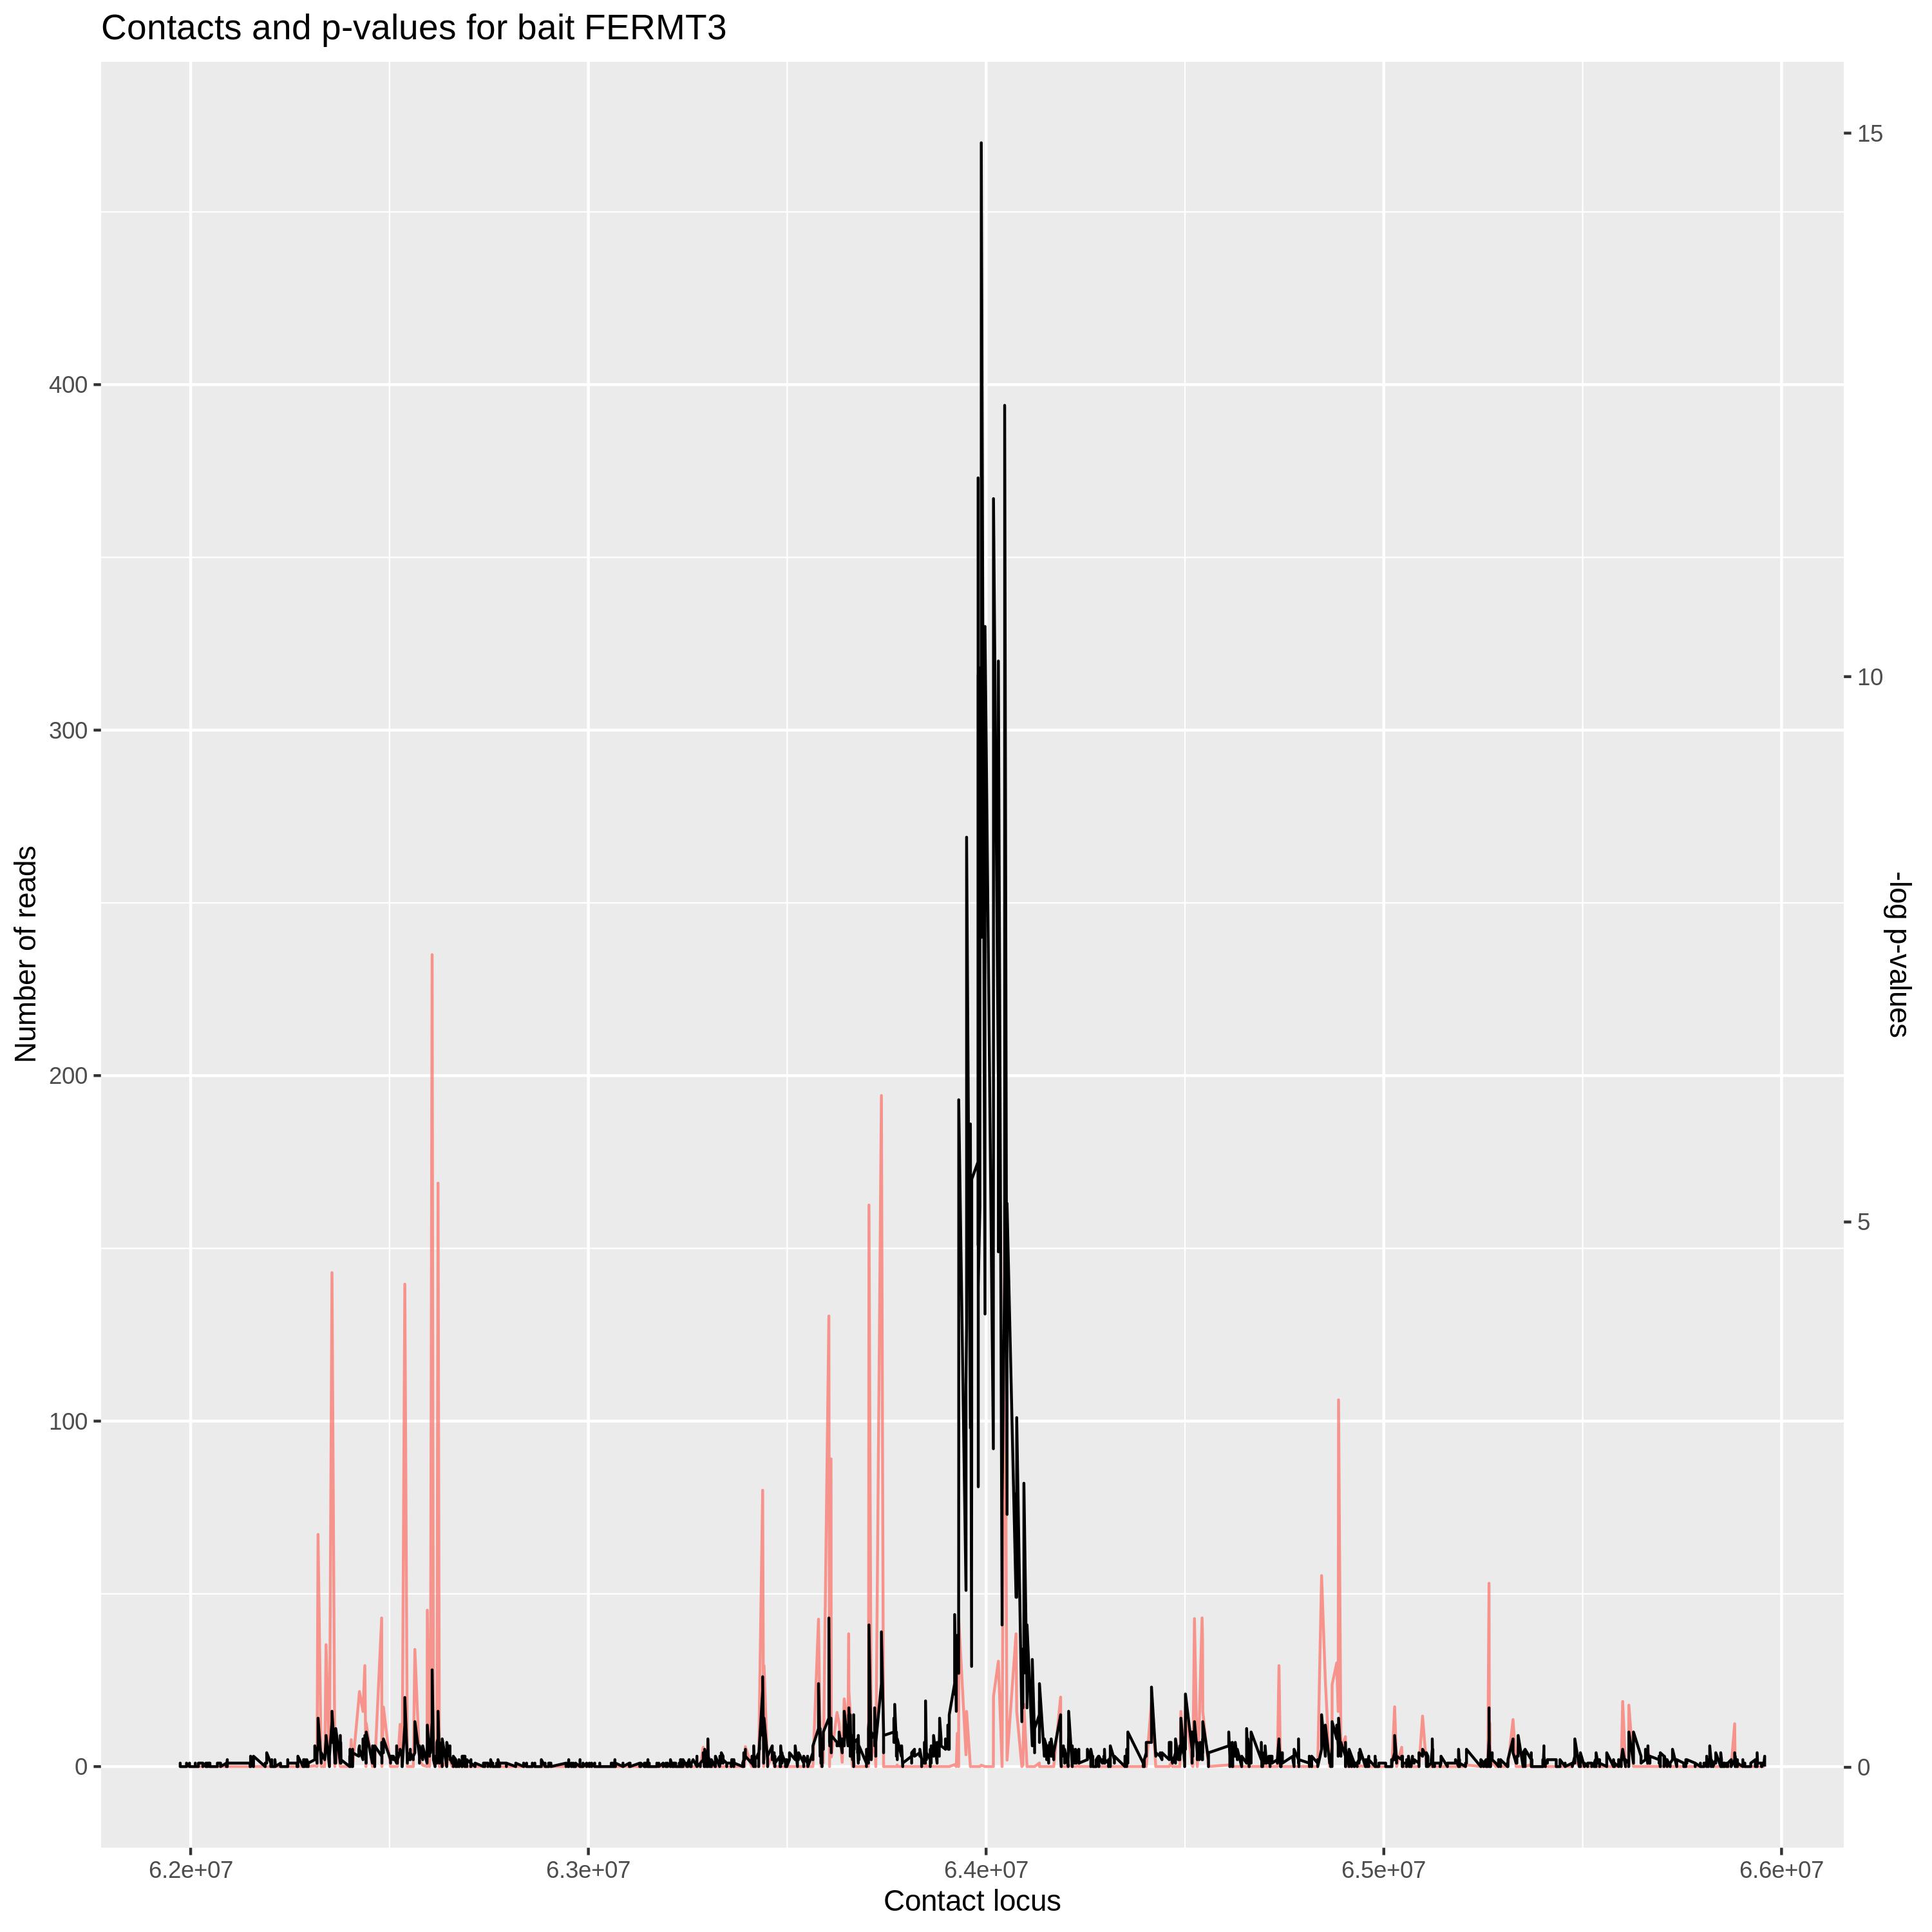 Contacts and p-values for bait FERMT3
Number of reads
400
300
200
100
0
15
10
5
0
-log p-values
6.2e+07
6.3e+07
6.4e+07
6.5e+07
6.6e+07
Contact locus